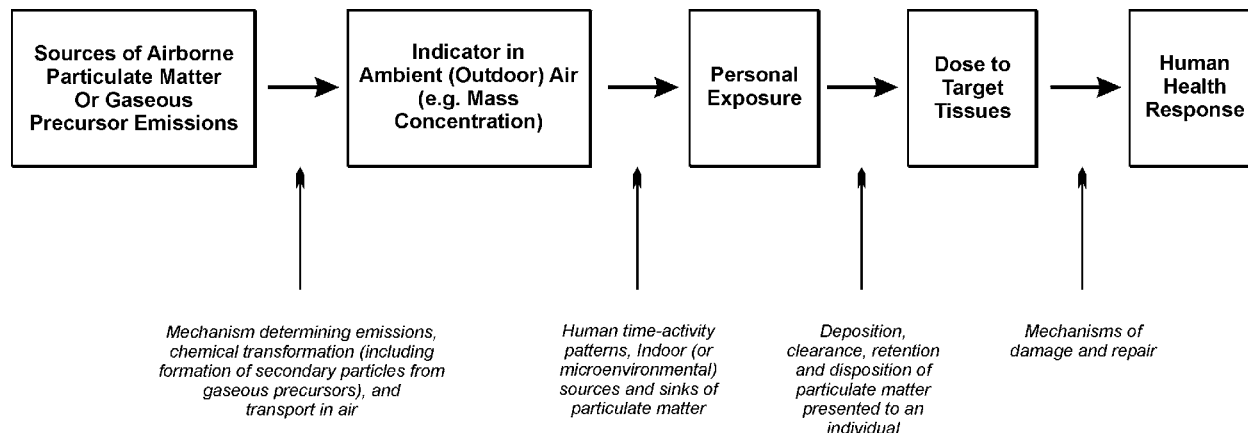 Sources of Airborne
Particulate Matter
Or Gaseous
Precursor Emissions
Indicator in
Ambient (Outdoor) Air
(e.g. Mass
Concentration)
Personal
Exposure
Dose to
Target
Tissues
Human
Health
Response
Mechanism determining emissions,
chemical transformation (including
formation of secondary particles from
gaseous precursors), and
transport in air
Human time-activity
patterns, Indoor (or
microenvironmental)
sources and sinks of
particulate matter
Deposition,
clearance, retention
and disposition of
particulate matter
presented to an
individual
Mechanisms of
damage and repair